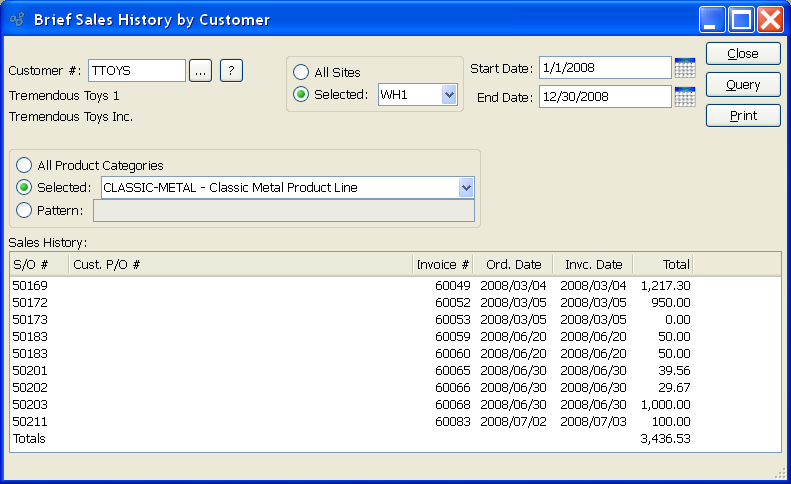 Brief Sales History by Customer
Customer #: TTOYS ... ?
Tremendous Toys 1
Tremendous Toys Inc.
All Sites
Selected: WH1
Start Date: 1/1/2008
End Date: 12/30/2008
Close
Query
Print
All Product Categories
Selected: CLASSIC-METAL - Classic Metal Product Line
Pattern:
Sales History:
S/O # Cust. P/O # Invoice # Ord. Date Invc. Date Total
50169 60049 2008/03/04 2008/03/04 1,217.30
50172 60052 2008/03/05 2008/03/05 950.00
50173 60053 2008/03/05 2008/03/05 0.00
50183 60059 2008/06/20 2008/06/20 50.00
50183 60060 2008/06/20 2008/06/20 50.00
50201 60065 2008/06/30 2008/06/30 39.56
50202 60066 2008/06/30 2008/06/30 29.67
50203 60068 2008/06/30 2008/06/30 1,000.00
50211 60083 2008/07/02 2008/07/03 100.00
Totals 3,436.53